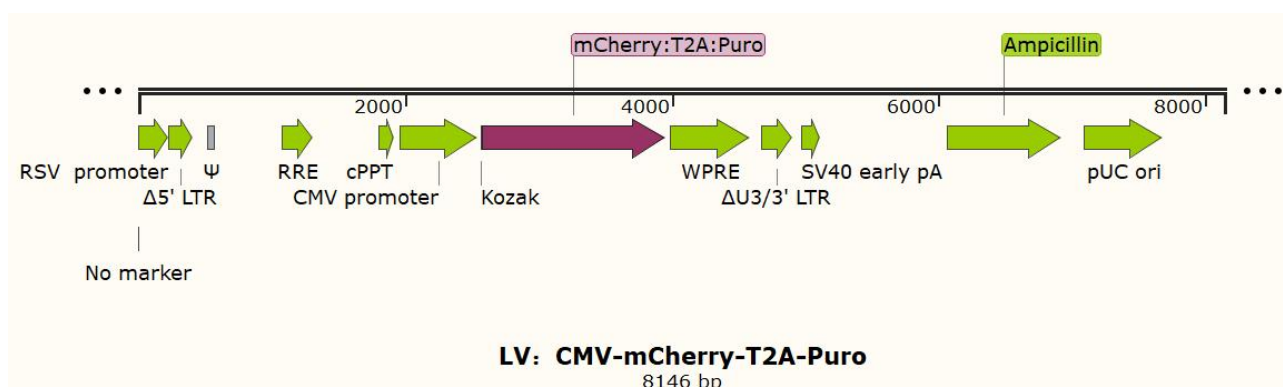 mCherry:T2A:Puro Ampicillin
2000 4000 6000 8000
RSV promoter Ψ RRE cPPT WPRE SV40 early pA pUC ori
Δ5' LTR CMV promoter Kozak ΔU3/3' LTR
No marker
LV: CMV-mCherry-T2A-Puro
8146 bp